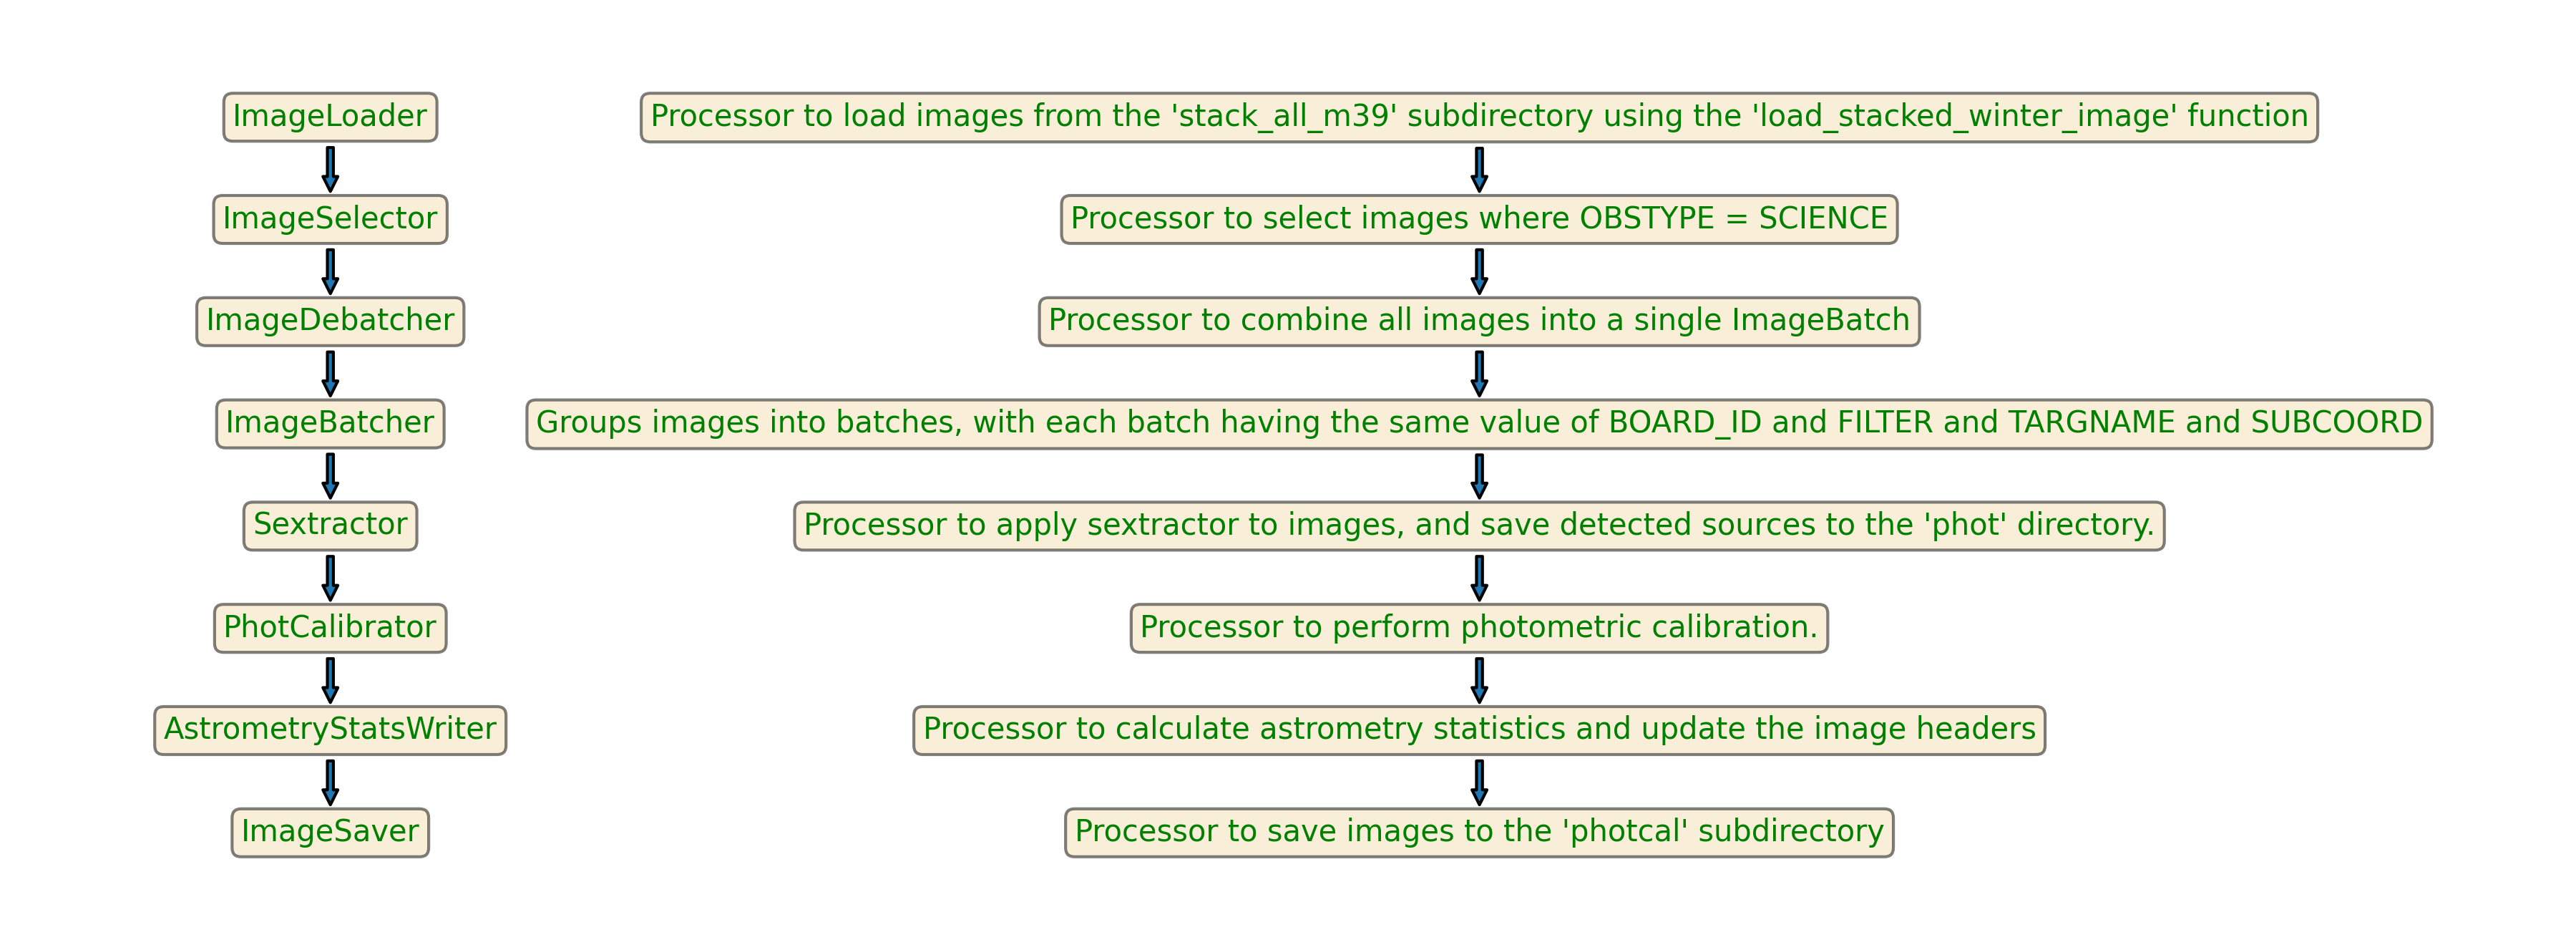 ImageLoader
Processor to load images from the 'stack_all_m39' subdirectory using the 'load_stacked_winter_image' function
ImageSelector
Processor to select images where OBSTYPE = SCIENCE
ImageDebatcher
Processor to combine all images into a single ImageBatch
ImageBatcher
Groups images into batches, with each batch having the same value of BOARD_ID and FILTER and TARGNAME and SUBCOORD
Sextractor
Processor to apply sextractor to images, and save detected sources to the 'phot' directory.
PhotCalibrator
Processor to perform photometric calibration.
AstrometryStatsWriter
Processor to calculate astrometry statistics and update the image headers
ImageSaver
Processor to save images to the 'photcal' subdirectory